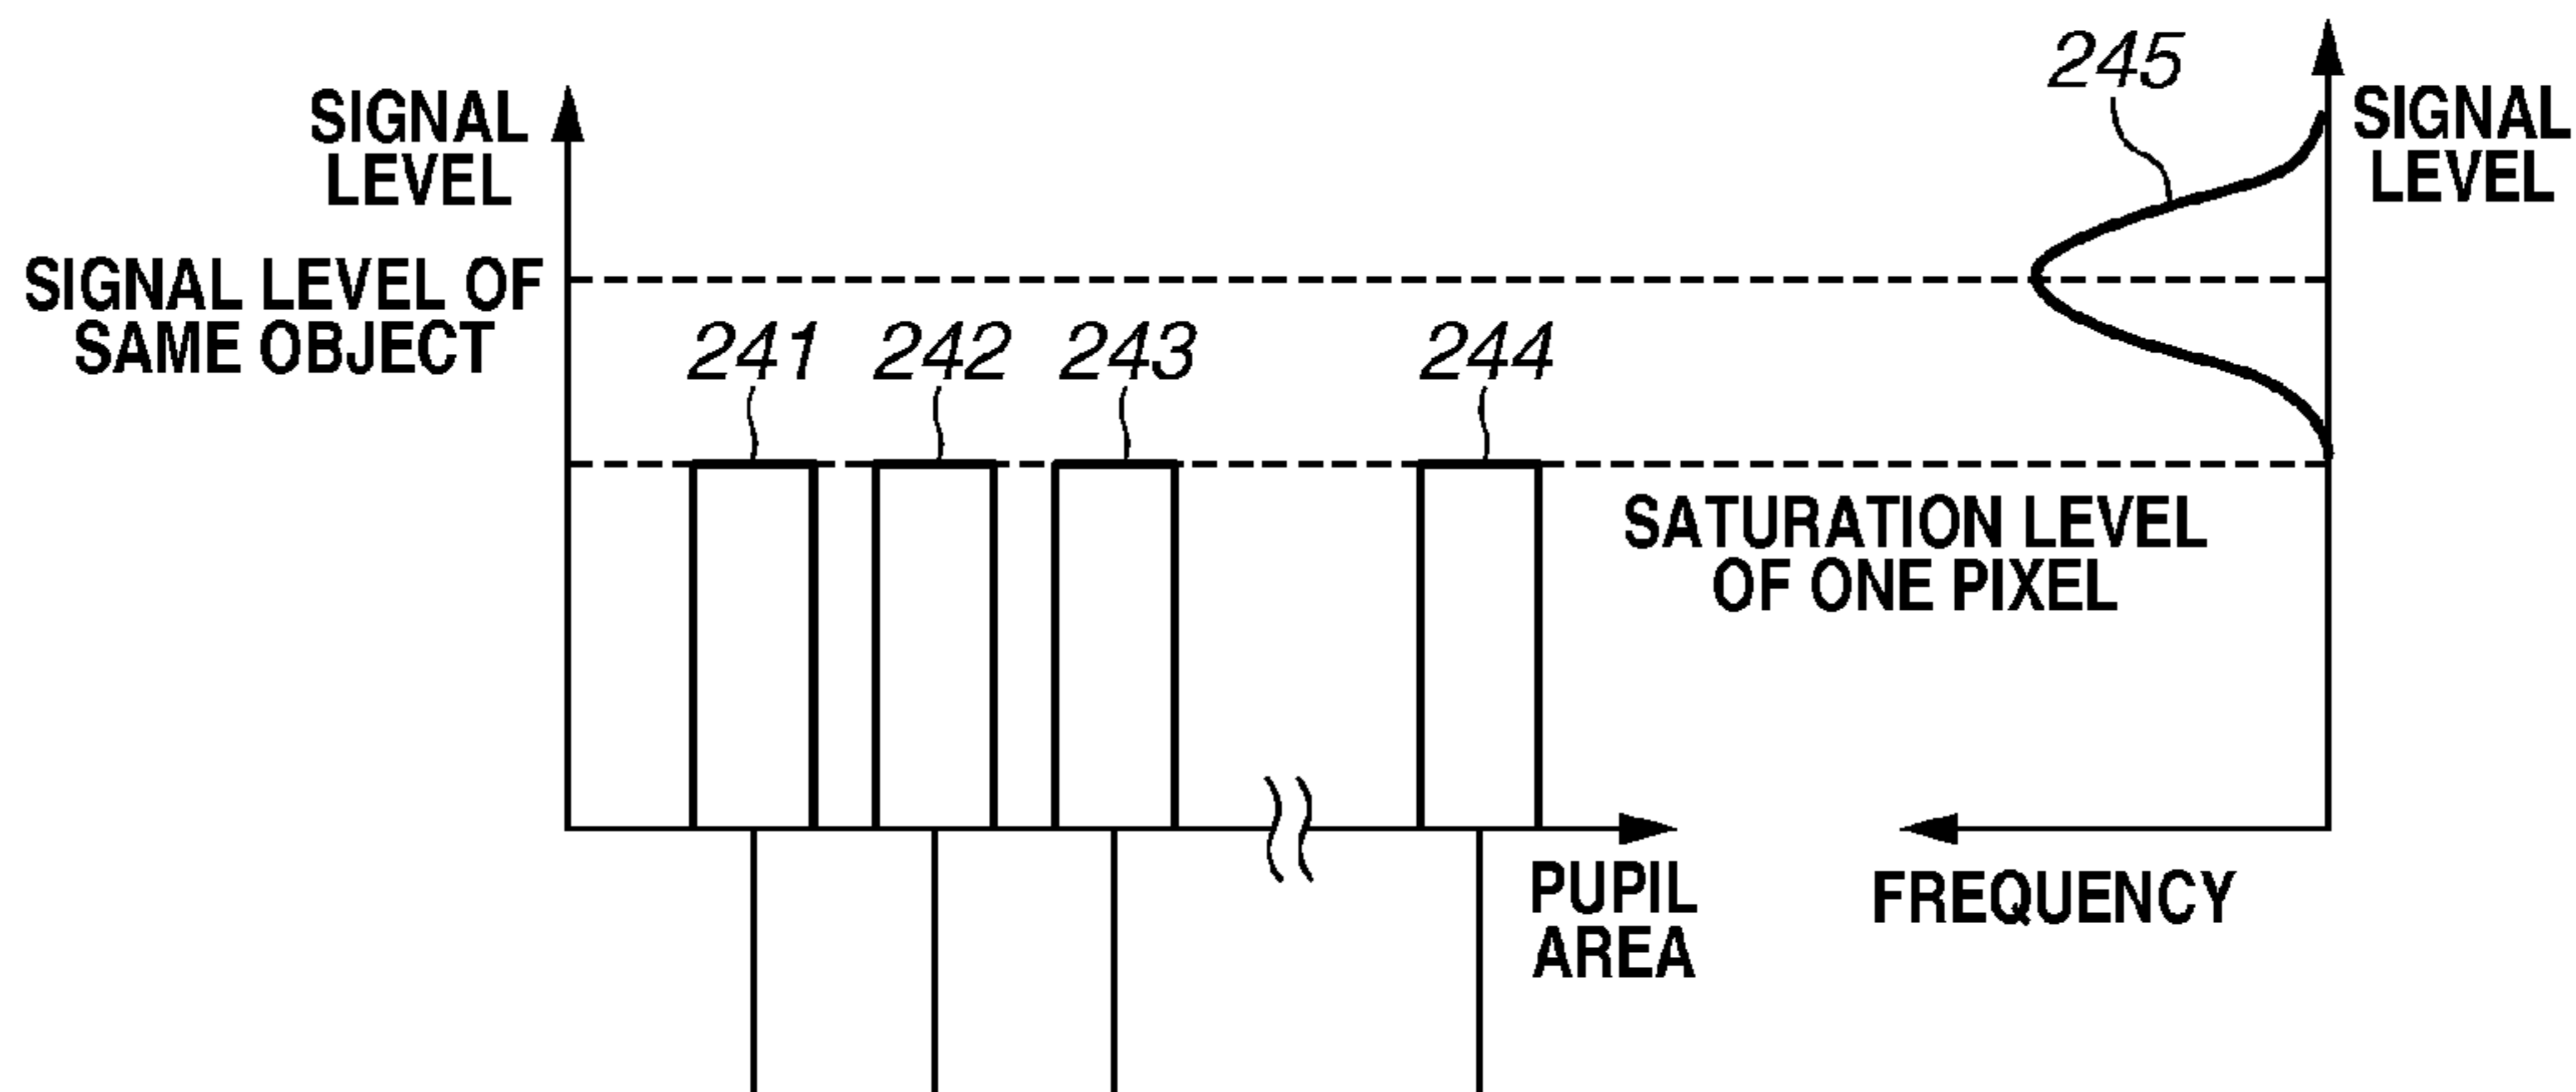 245
SIGNAL
LEVEL
SIGNAL
LEVEL
SIGNAL LEVEL OF
SAME OBJECT
241 242 243 244
SATURATION LEVEL
OF ONE PIXEL
PUPIL
AREA
FREQUENCY